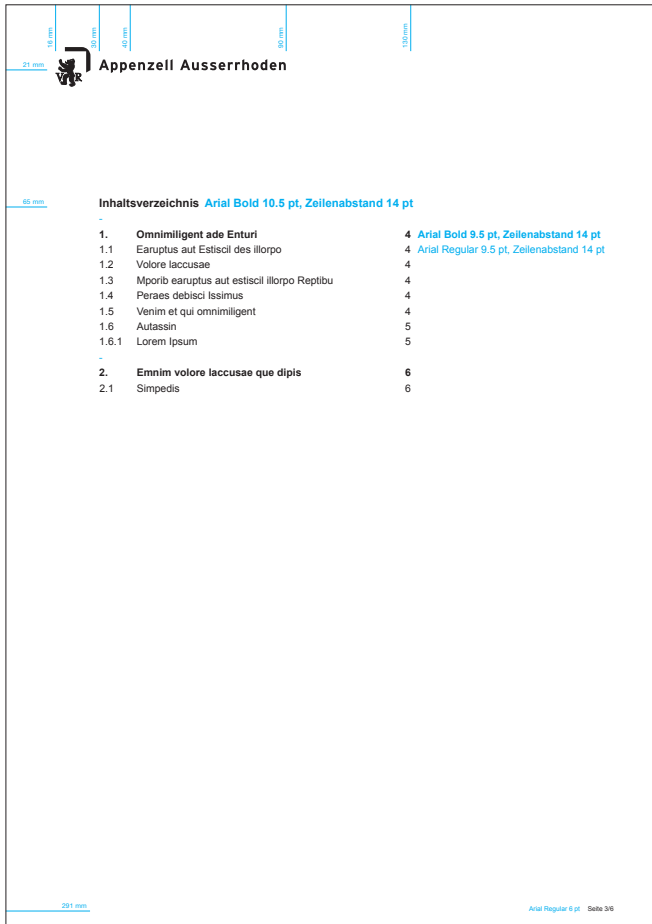 16 mm
30 mm
40 mm
90 mm
130 mm
21 mm
VR
Appenzell Ausserrhoden
65 mm
Inhaltsverzeichnis Arial Bold 10.5 pt, Zeilenabstand 14 pt
-
1. Omnimiligent ade Enturi 4 Arial Bold 9.5 pt, Zeilenabstand 14 pt
1.1 Earuptus aut Estiscil des illorpo 4 Arial Regular 9.5 pt, Zeilenabstand 14 pt
1.2 Volore laccusae 4
1.3 Mporib earuptus aut estiscil illorpo Reptibu 4
1.4 Peraes debisci Issimus 4
1.5 Venim et qui omnimiligent 4
1.6 Autassin 5
1.6.1 Lorem Ipsum 5
-
2. Emnim volore laccusae que dipis 6
2.1 Simpedis 6
291 mm
Arial Regular 6 pt Seite 3/6